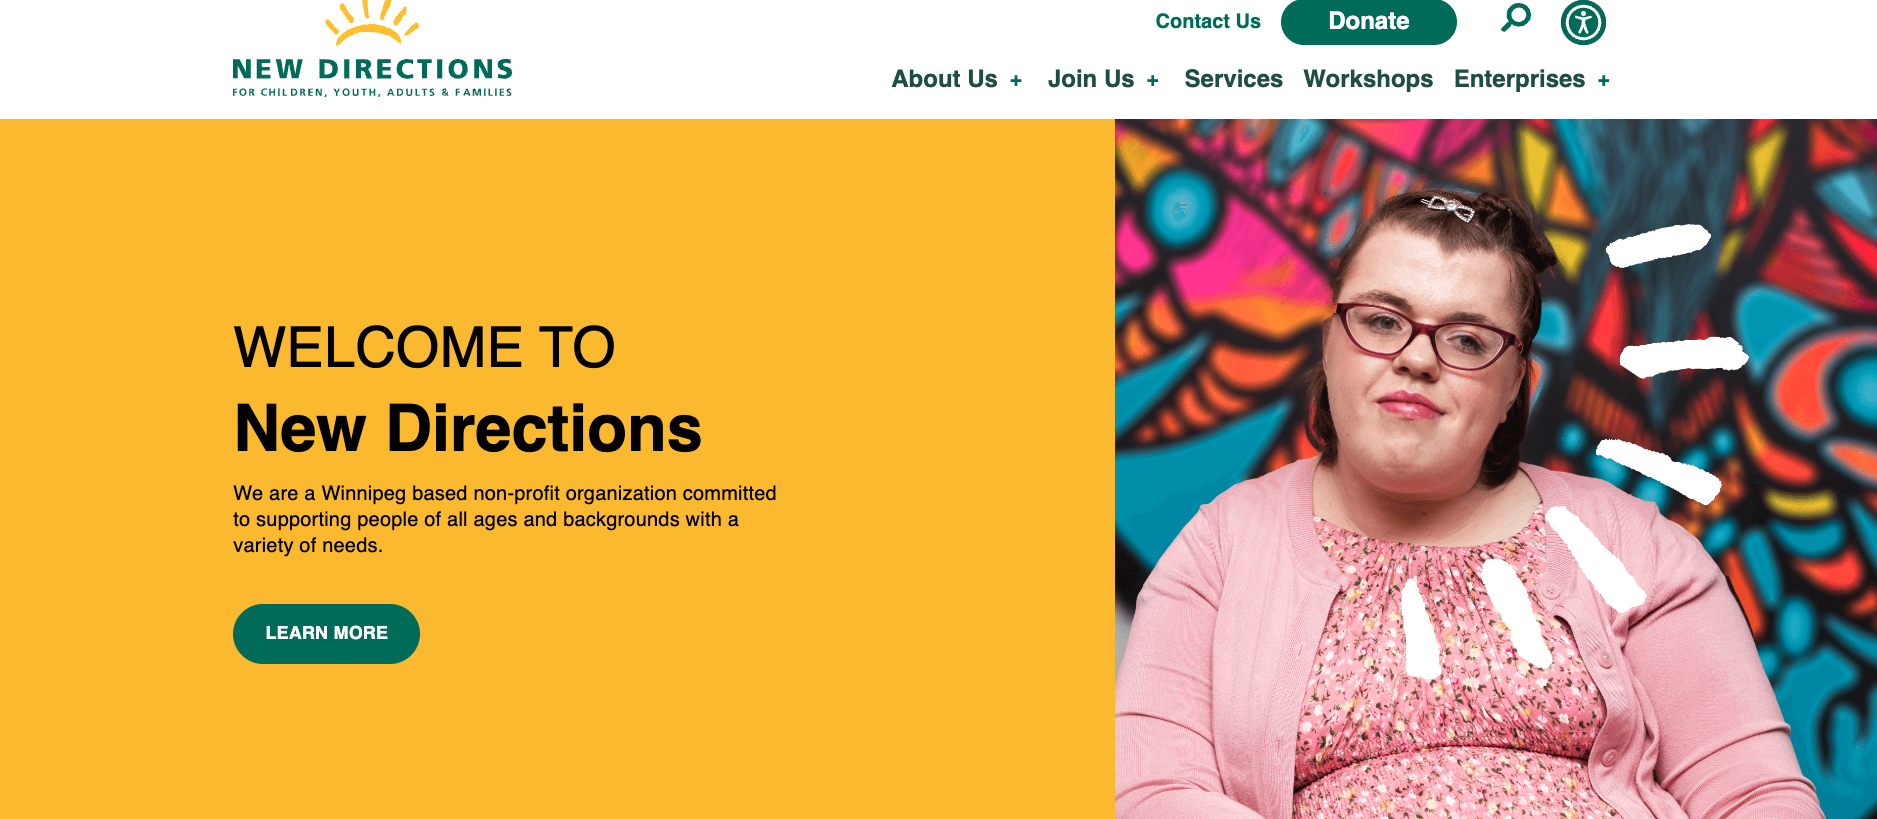 Contact Us
Donate
NEW DIRECTIONS
FOR CHILDREN, YOUTH, ADULTS & FAMILIES
About Us + Join Us + Services Workshops Enterprises +
WELCOME TO
New Directions
We are a Winnipeg based non-profit organization committed
to supporting people of all ages and backgrounds with a
variety of needs.
LEARN MORE